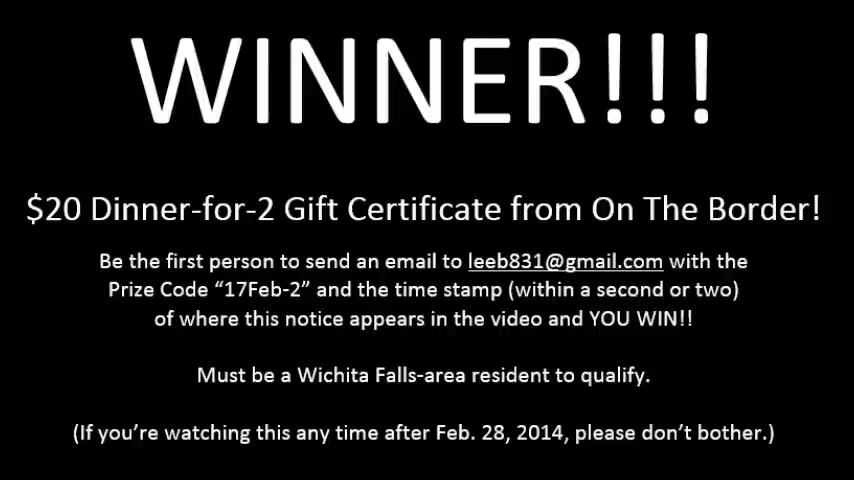 WINNER!!!
$20 Dinner-for-2 Gift Certificate from On The Border!
Be the first person to send an email to leeb831@gmail.com with the
Prize Code “17Feb-2” and the time stamp (within a second or two)
of where this notice appears in the video and YOU WIN!!
Must be a Wichita Falls-area resident to qualify.
(If you’re watching this any time after Feb. 28, 2014, please don’t bother.)